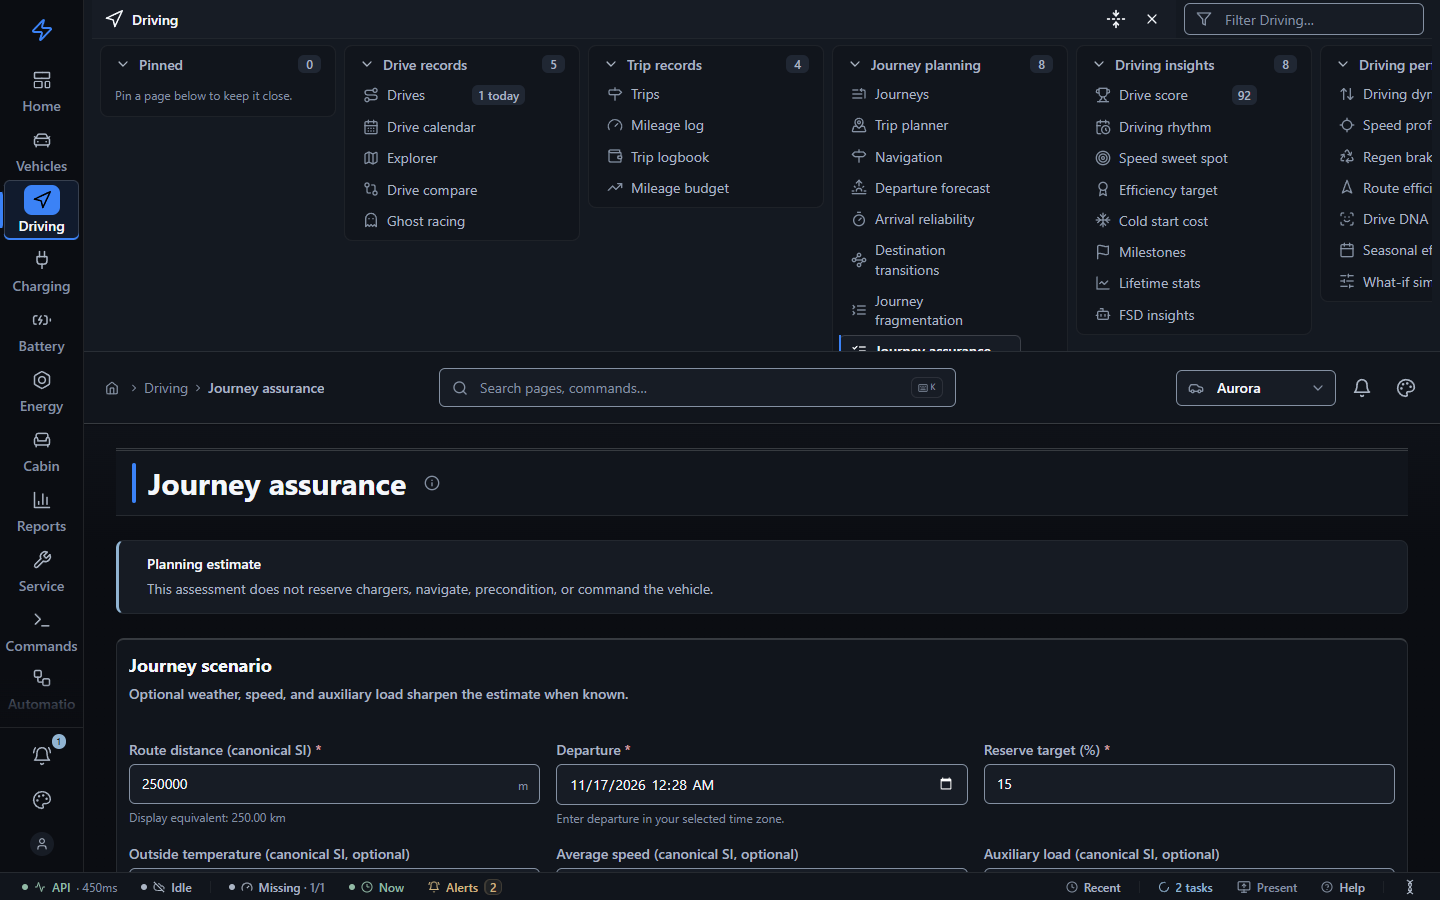 Home
Vehicles
Driving
Charging
Battery
Energy
Cabin
Reports
Service
Commands
Automatio
1
Driving
Filter Driving...
Pinned 0
Pin a page below to keep it close.
Drive records 5
Drives 1 today
Drive calendar
Explorer
Drive compare
Ghost racing
Trip records 4
Trips
Mileage log
Trip logbook
Mileage budget
Journey planning 8
Journeys
Trip planner
Navigation
Departure forecast
Arrival reliability
Destination
transitions
Journey
fragmentation
Journey assurance
Driving insights 8
Drive score 92
Driving rhythm
Speed sweet spot
Efficiency target
Cold start cost
Milestones
Lifetime stats
FSD insights
Driving per
Driving dyn
Speed prof
Regen brak
Route effici
Drive DNA
Seasonal ef
What-if sim
Driving > Journey assurance
Search pages, commands...
K
Aurora
Journey assurance
Planning estimate
This assessment does not reserve chargers, navigate, precondition, or command the vehicle.
Journey scenario
Optional weather, speed, and auxiliary load sharpen the estimate when known.
Route distance (canonical SI) *
250000 m
Display equivalent: 250.00 km
Departure *
11/17/2026 12:28 AM
Enter departure in your selected time zone.
Reserve target (%) *
15
Outside temperature (canonical SI, optional)
Average speed (canonical SI, optional)
Auxiliary load (canonical SI, optional)
API · 450ms
Idle
Missing · 1/1
Now
Alerts 2
Recent
2 tasks
Present
Help